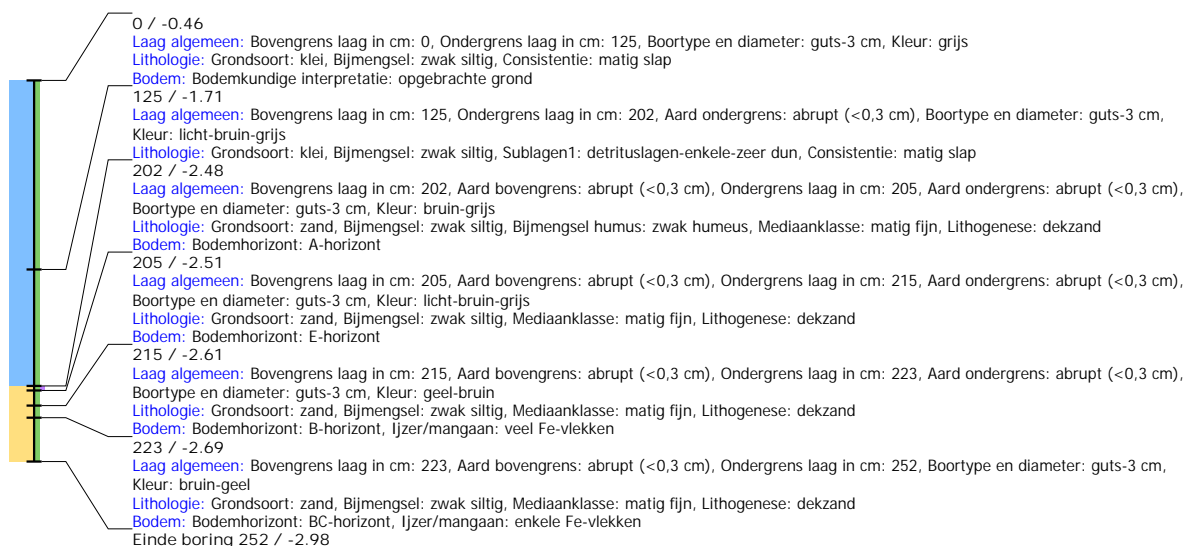 0 / -0.46
Laag algemeen: Bovengrens laag in cm: 0, Ondergrens laag in cm: 125, Boortype en diameter: guts-3 cm, Kleur: grijs
Lithologie: Grondsoort: klei, Bijmengsel: zwak siltig, Consistentie: matig slap
Bodem: Bodemkundige interpretatie: opgebrachte grond
125 / -1.71
Laag algemeen: Bovengrens laag in cm: 125, Ondergrens laag in cm: 202, Aard ondergrens: abrupt (<0,3 cm), Boortype en diameter: guts-3 cm,
Kleur: licht-bruin-grijs
Lithologie: Grondsoort: klei, Bijmengsel: zwak siltig, Sublagen1: detrituslagen-enkele-zeer dun, Consistentie: matig slap
202 / -2.48
Laag algemeen: Bovengrens laag in cm: 202, Aard bovengrens: abrupt (<0,3 cm), Ondergrens laag in cm: 205, Aard ondergrens: abrupt (<0,3 cm),
Boortype en diameter: guts-3 cm, Kleur: bruin-grijs
Lithologie: Grondsoort: zand, Bijmengsel: zwak siltig, Bijmengsel humus: zwak humeus, Mediaanklasse: matig fijn, Lithogenese: dekzand
Bodem: Bodemhorizont: A-horizont
205 / -2.51
Laag algemeen: Bovengrens laag in cm: 205, Aard bovengrens: abrupt (<0,3 cm), Ondergrens laag in cm: 215, Aard ondergrens: abrupt (<0,3 cm),
Boortype en diameter: guts-3 cm, Kleur: licht-bruin-grijs
Lithologie: Grondsoort: zand, Bijmengsel: zwak siltig, Mediaanklasse: matig fijn, Lithogenese: dekzand
Bodem: Bodemhorizont: E-horizont
215 / -2.61
Laag algemeen: Bovengrens laag in cm: 215, Aard bovengrens: abrupt (<0,3 cm), Ondergrens laag in cm: 223, Aard ondergrens: abrupt (<0,3 cm),
Boortype en diameter: guts-3 cm, Kleur: geel-bruin
Lithologie: Grondsoort: zand, Bijmengsel: zwak siltig, Mediaanklasse: matig fijn, Lithogenese: dekzand
Bodem: Bodemhorizont: B-horizont, Ijzer/mangaan: veel Fe-vlekken
223 / -2.69
Laag algemeen: Bovengrens laag in cm: 223, Aard bovengrens: abrupt (<0,3 cm), Ondergrens laag in cm: 252, Boortype en diameter: guts-3 cm,
Kleur: bruin-geel
Lithologie: Grondsoort: zand, Bijmengsel: zwak siltig, Mediaanklasse: matig fijn, Lithogenese: dekzand
Bodem: Bodemhorizont: BC-horizont, Ijzer/mangaan: enkele Fe-vlekken
Einde boring 252 / -2.98